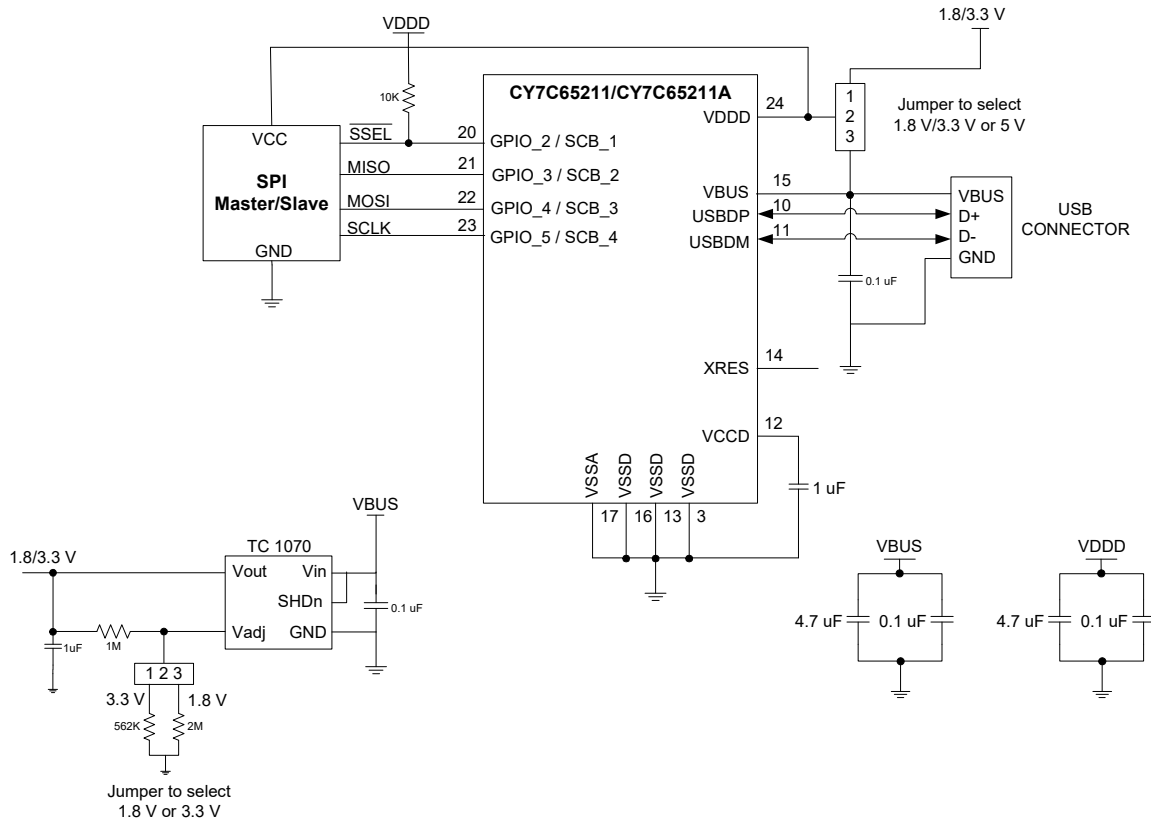 1.8/3.3 V
VDDD
10K
CY7C65211/CY7C65211A
VDDD
24
1
2
3
Jumper to select
1.8 V/3.3 V or 5 V
VCC
SPI
Master/Slave
GND
SSEL
20
GPIO_2 / SCB_1
MISO
21
GPIO_3 / SCB_2
MOSI
22
GPIO_4 / SCB_3
SCLK
23
GPIO_5 / SCB_4
VBUS
15
USBDP
10
USBDM
11
VBUS
D+
D-
GND
USB
CONNECTOR
0.1 uF
XRES
14
VCCD
12
1 uF
VSSA
VSSD
VSSD
VSSD
17
16
13
3
VBUS
TC 1070
1.8/3.3 V
Vout
Vin
SHDn
Vadj
GND
0.1 uF
1uF
1M
1 2 3
3.3 V
1.8 V
562K
2M
Jumper to select
1.8 V or 3.3 V
VBUS
4.7 uF
0.1 uF
VDDD
4.7 uF
0.1 uF